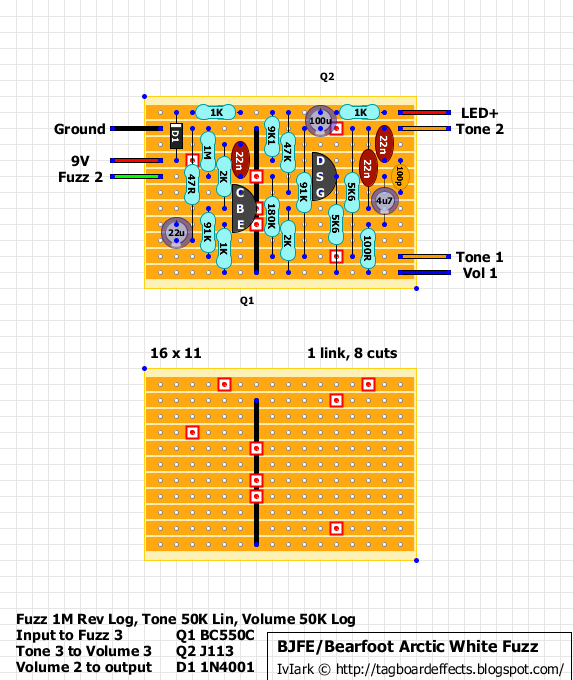 Q2
1K
1K
LED+
100u
Ground
D1
9K1
Tone 2
22n
1M
47K
22n
9V
22n
D
S
G
Fuzz 2
47R
2K
100p
91K
5K6
C
B
E
4u7
180K
22u
91K
5K6
1K
2K
100R
Tone 1
Vol 1
Q1
16 x 11
1 link, 8 cuts
Fuzz 1M Rev Log, Tone 50K Lin, Volume 50K Log
Input to Fuzz 3 Q1 BC550C
Tone 3 to Volume 3 Q2 J113
Volume 2 to output D1 1N4001
BJFE/Bearfoot Arctic White Fuzz
IvIark © http://tagboardeffects.blogspot.com/